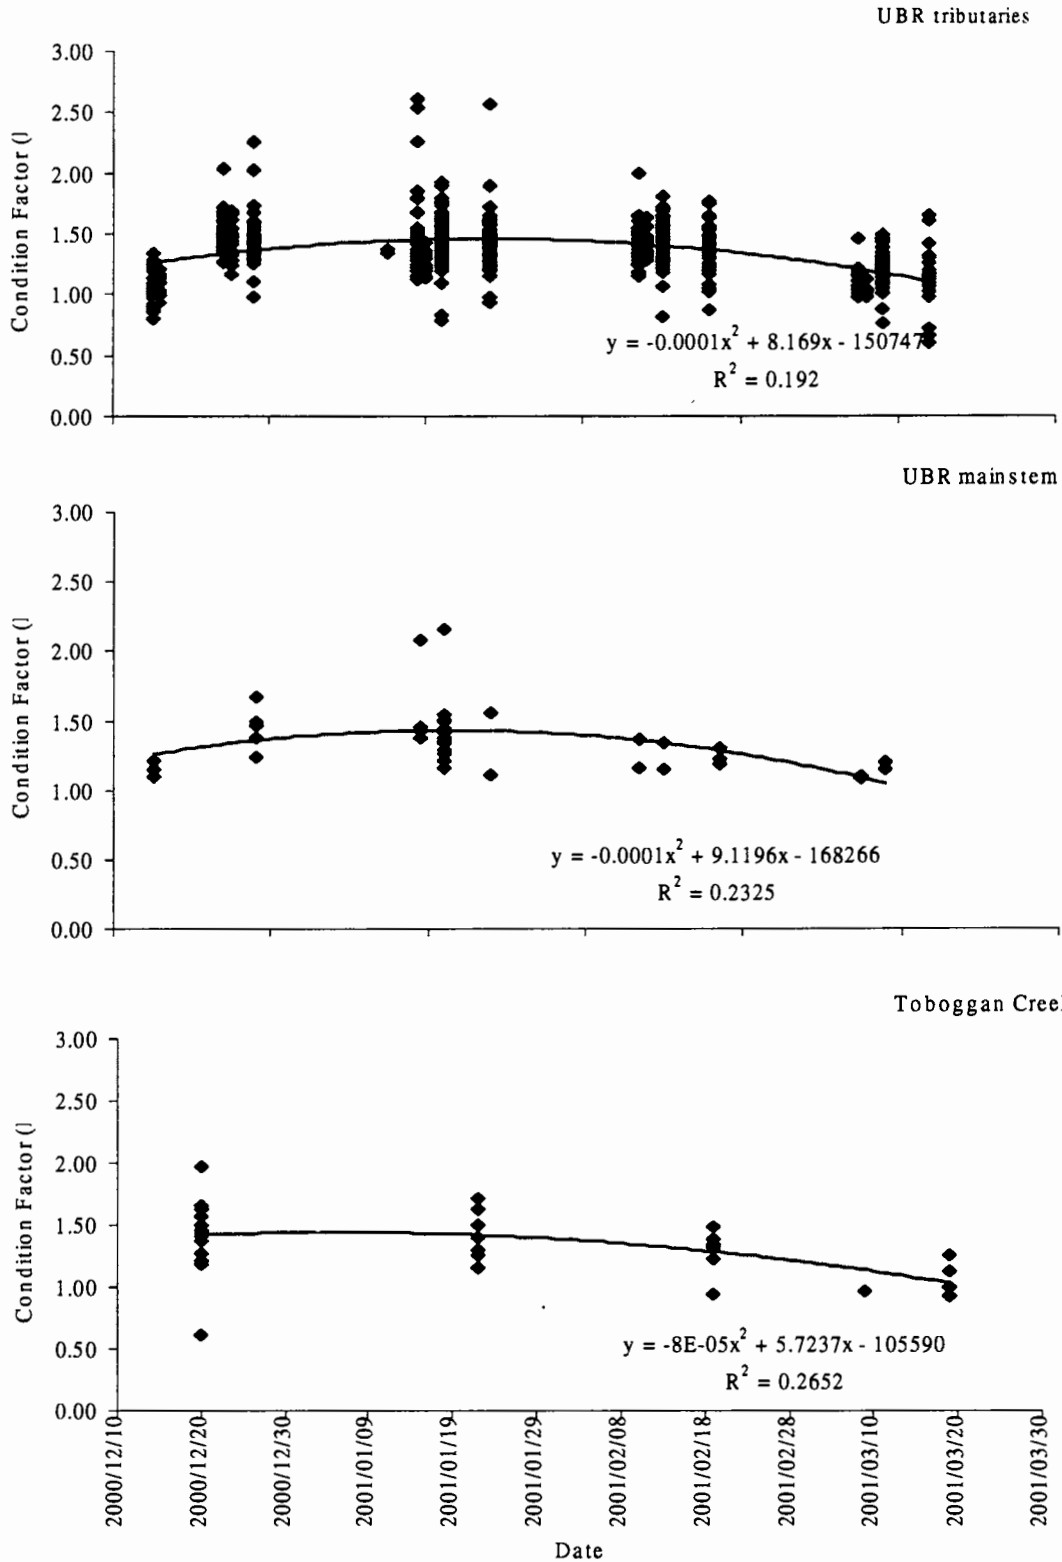 UBR tributaries
3.00
2.50
2.00
1.50
1.00
0.50
0.00
Condition Factor (
y = -0.0001x² + 8.169x - 150747
R² = 0.192
UBR mainstem
3.00
2.50
2.00
1.50
1.00
0.50
0.00
Condition Factor (
y = -0.0001x² + 9.1196x - 168266
R² = 0.2325
Toboggan Cree
3.00
2.50
2.00
1.50
1.00
0.50
0.00
Condition Factor (
y = -8E-05x² + 5.7237x - 105590
R² = 0.2652
2000/12/10
2000/12/20
2000/12/30
2001/01/09
2001/01/19
2001/01/29
2001/02/08
2001/02/18
2001/02/28
2001/03/10
2001/03/20
2001/03/30
Date